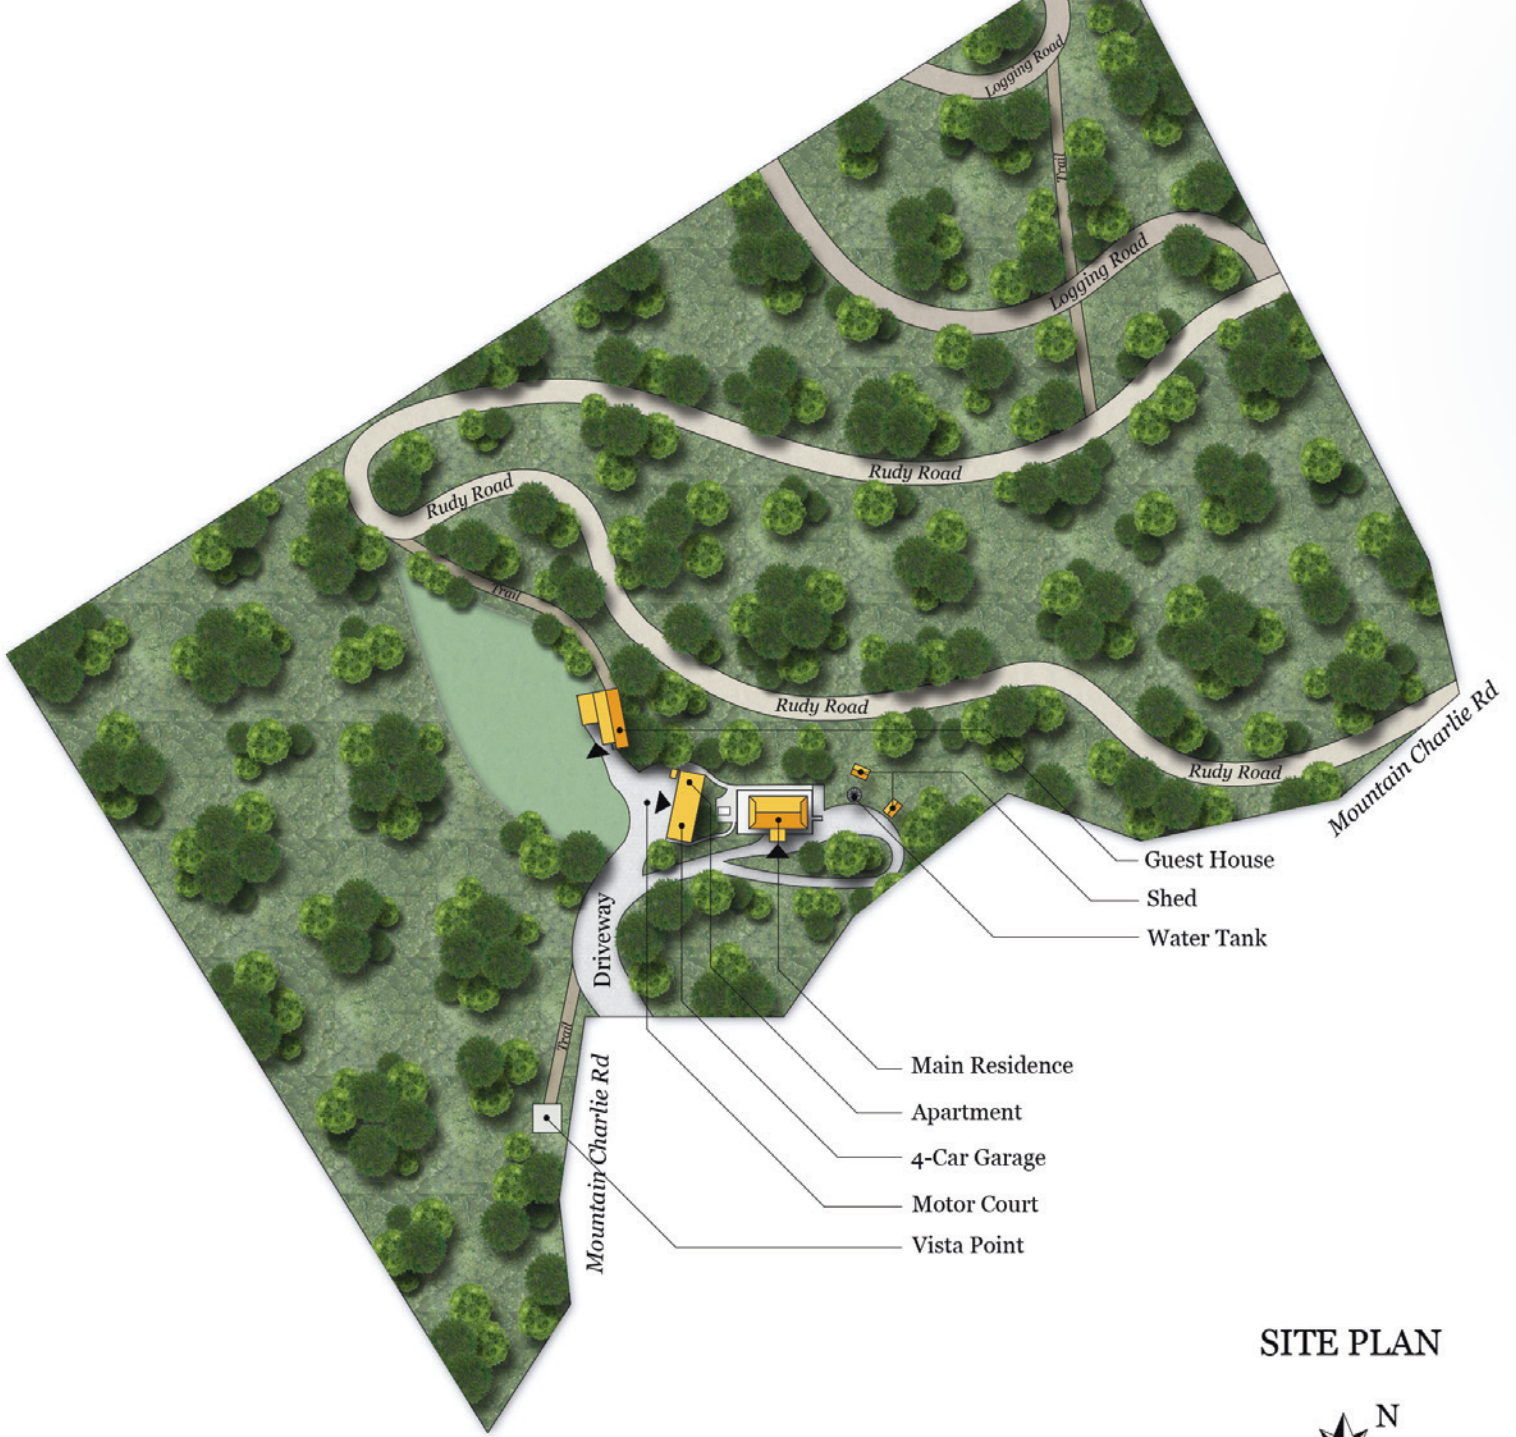 Logging Road
Trail
Logging Road
Rudy Road
Rudy Road
Trail
Rudy Road
Rudy Road
Mountain Charlie Rd
Guest House
Shed
Water Tank
Driveway
Trail
Mountain Charlie Rd
Main Residence
Apartment
4-Car Garage
Motor Court
Vista Point
SITE PLAN
N